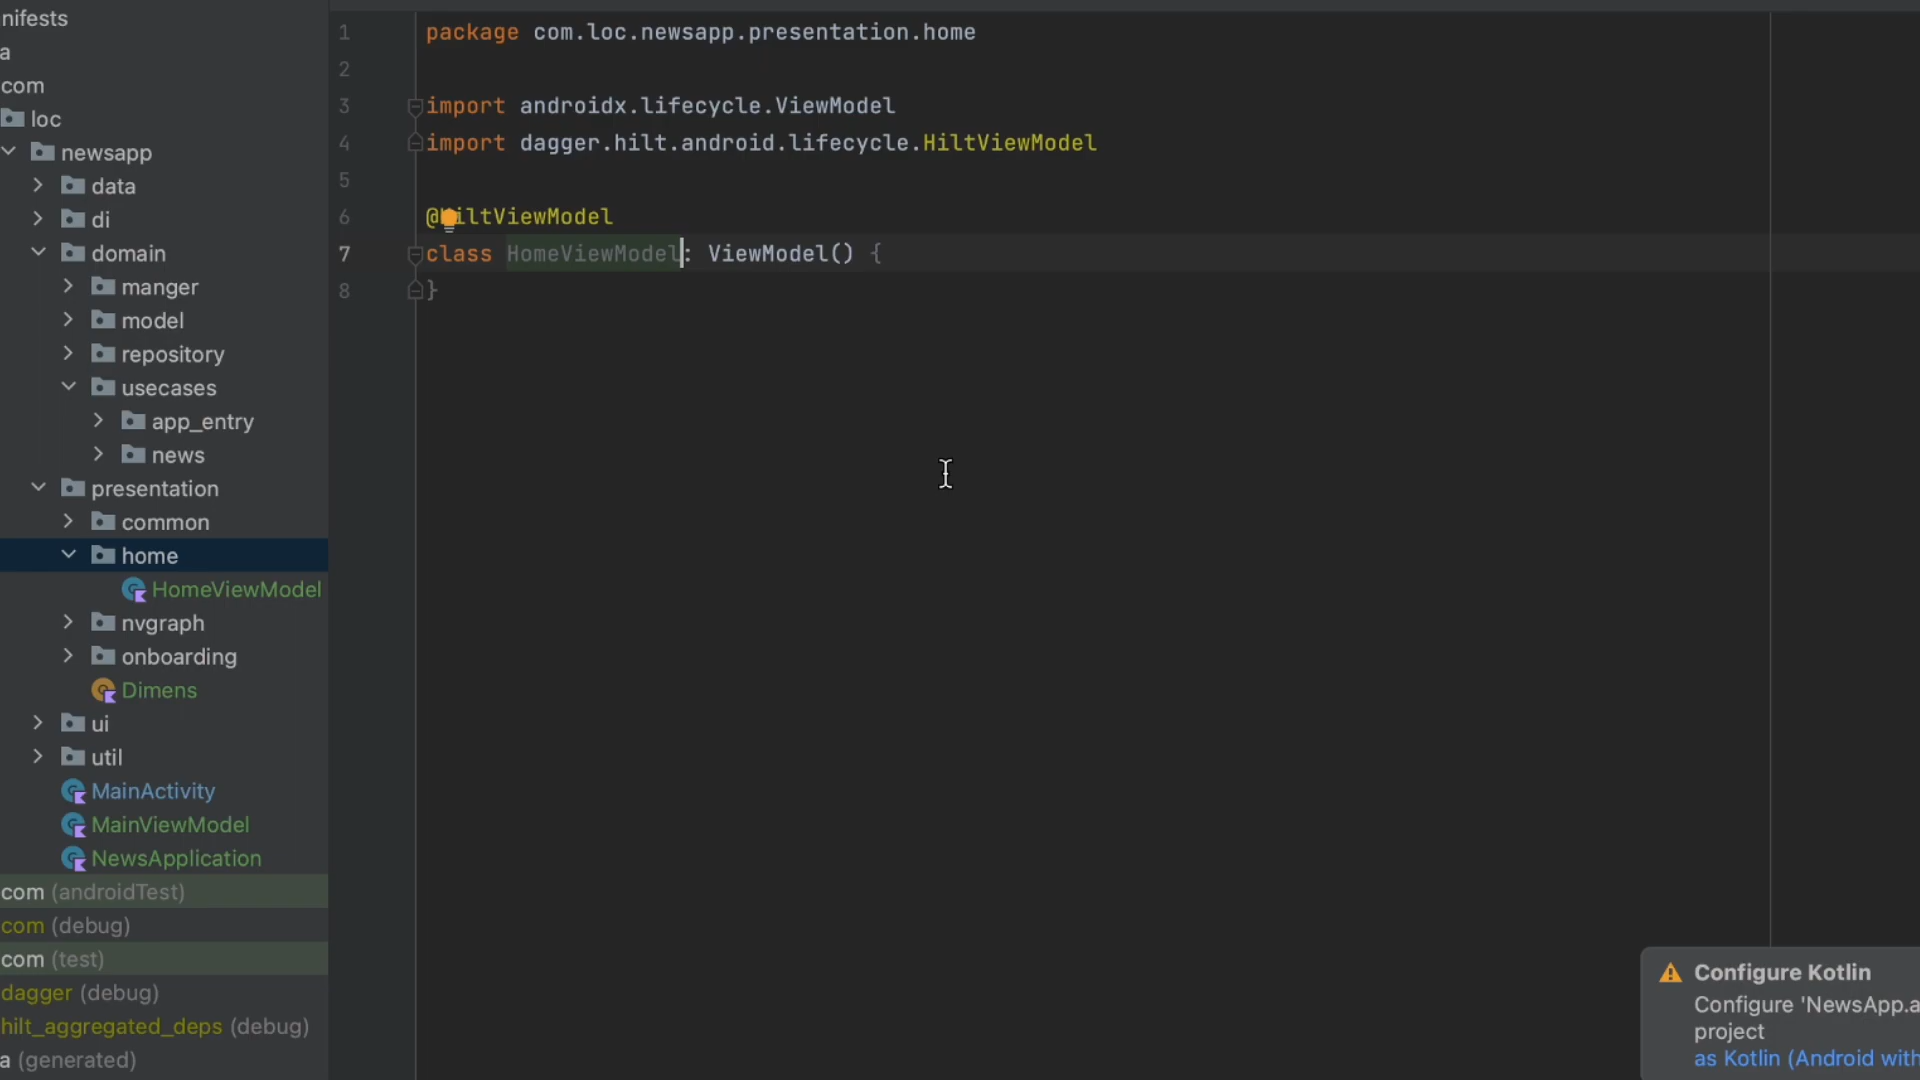 nifests
a
com
loc
newsapp
data
di
domain
manger
model
repository
usecases
app_entry
news
presentation
common
home
HomeViewModel
nvgraph
onboarding
Dimens
ui
util
MainActivity
MainViewModel
NewsApplication
com (androidTest)
com (debug)
com (test)
dagger (debug)
hilt_aggregated_deps (debug)
a (generated)
1 package com.loc.newsapp.presentation.home
2
3 import androidx.lifecycle.ViewModel
4 import dagger.hilt.android.lifecycle.HiltViewModel
5
6 @HiltViewModel
7 class HomeViewModel: ViewModel() {
8 }
Configure Kotlin
Configure 'NewsApp.a
project
as Kotlin (Android with